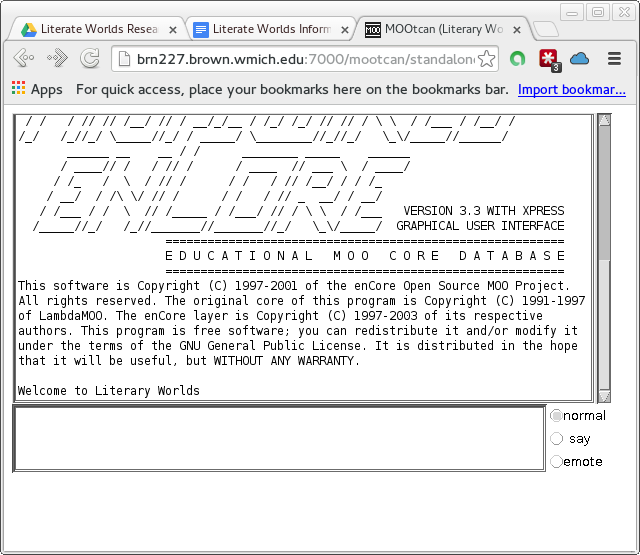 Literate Worlds Resea
Literate Worlds Inform
MOOtcan (Literary Wo
brn227.brown.wmich.edu:7000/mootcan/standalone
3
Apps
For quick access, place your bookmarks here on the bookmarks bar. Import bookmar...
EN CORE
VERSION 3.3 WITH XPRESS
GRAPHICAL USER INTERFACE
E D U C A T I O N A L   M O O   C O R E   D A T A B A S E
This software is Copyright (C) 1997-2001 of the enCore Open Source MOO Project.
All rights reserved. The original core of this program is Copyright (C) 1991-1997
of LambdaMOO. The enCore layer is Copyright (C) 1997-2003 of its respective
authors. This program is free software; you can redistribute it and/or modify it
under the terms of the GNU General Public License. It is distributed in the hope
that it will be useful, but WITHOUT ANY WARRANTY.
Welcome to Literary Worlds
normal
say
emote